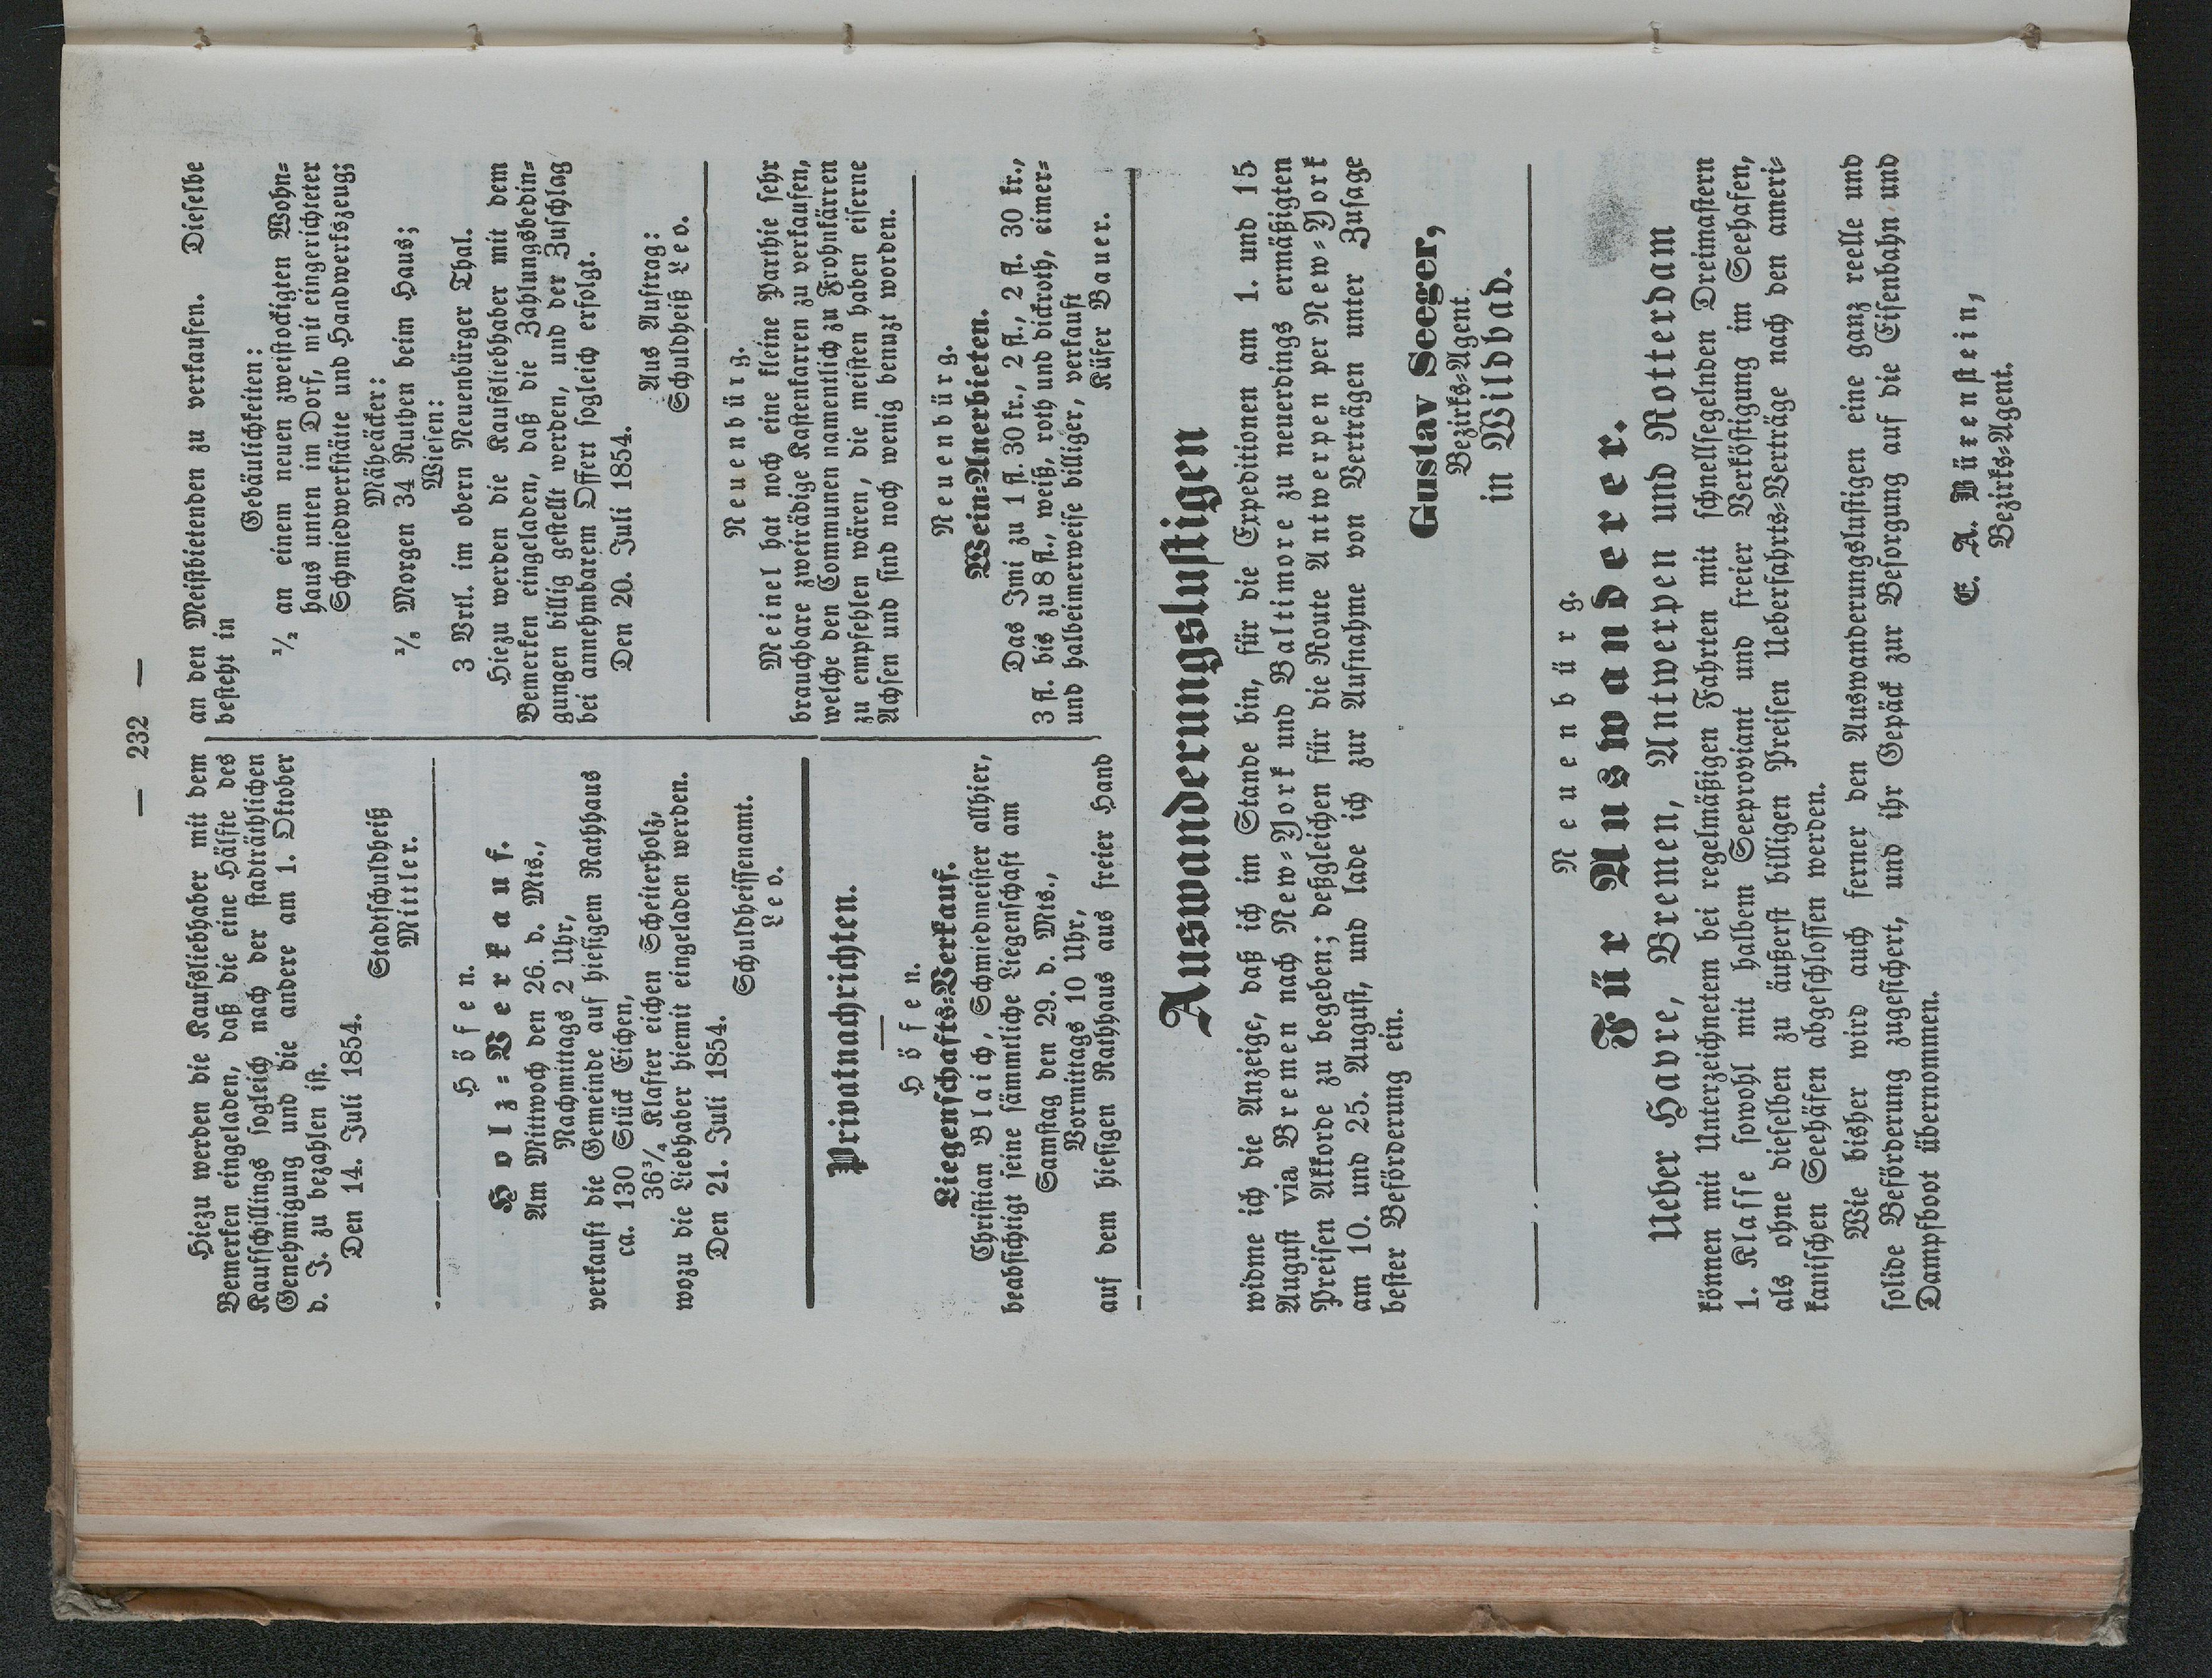 — 232 —
Hiezu werden die Kaufsliebhaber mit dem
Bemerken eingeladen, daß die eine Hälfte des
Kaufschillings sogleich nach der stadträthlichen
Genehmigung und die andere am 1. Oktober
d. J. zu bezahlen ist.
Den 14. Juli 1854.
Stadtschuldheiß
Mittler.
Höfen.
Holz-Verkauf.
Am Mittwoch den 26. d. Mts.,
Nachmittags 2 Uhr,
verkauft die Gemeinde auf hiesigem Rathhaus
ca. 130 Stück Eichen,
36 3/4 Klafter eichen Scheiterholz,
wozu die Liebhaber hiemit eingeladen werden.
Den 21. Juli 1854.
Schuldheissenamt.
Leo.
Privatnachrichten.
Höfen.
Liegenschafts-Verkauf.
Christian Blaich, Schmiedmeister allhier,
beabsichtigt seine sämmtliche Liegenschaft am
Samstag den 29. d. Mts.,
Vormittags 10 Uhr,
auf dem hiesigen Rathhaus aus freier Hand
an den Meistbietenden zu verkaufen. Dieselbe
besteht in
Gebäulichkeiten:
1/2 an einem neuen zweistockigten Wohn-
haus unten im Dorf, mit eingerichteter
Schmiedwerkstätte und Handwerkszeug;
Mäheäcker:
1/8 Morgen 34 Ruthen beim Haus;
Wiesen:
3 Vrtl. im obern Neuenbürger Thal.
Hiezu werden die Kaufsliebhaber mit dem
Bemerken eingeladen, daß die Zahlungsbedin-
gungen billig gestellt werden, und der Zuschlag
bei annehmbarem Offert sogleich erfolgt.
Den 20. Juli 1854.
Aus Auftrag:
Schuldheiß Leo.
Neuenbürg.
Meinel hat noch eine kleine Parthie sehr
brauchbare zweirädige Kastenkarren zu verkaufen,
welche den Communen namentlich zu Frohnkärren
zu empfehlen wären, die meisten haben eiserne
Achsen und sind noch wenig benuzt worden.
Neuenbürg.
Wein-Anerbieten.
Das Imi zu 1 fl. 30 kr., 2 fl., 2 fl. 30 kr.,
3 fl. bis zu 8 fl., weiß, roth und dickroth, eimer-
und halbeimerweise billiger, verkauft
Küfer Bauer.
Auswanderungslustigen
widme ich die Anzeige, daß ich im Stande bin, für die Expeditionen am 1. und 15
August via Bremen nach New-York und Baltimore zu neuerdings ermäßigten
Preisen Akkorde zu begeben; deßgleichen für die Route Antwerpen per New-York
am 10. und 25. August, und lade ich zur Aufnahme von Verträgen unter Zusage
bester Beförderung ein.
Gustav Seeger,
Bezirks-Agent
in Wildbad.
Neuenbürg.
Für Auswanderer.
Ueber Havre, Bremen, Antwerpen und Rotterdam
können mit Unterzeichnetem bei regelmäßigen Fahrten mit schnellsegelnden Dreimastern
1. Klasse sowohl mit halbem Seeproviant und freier Verköstigung im Seehafen,
als ohne dieselben zu äußerst billigen Preisen Ueberfahrts-Verträge nach den ameri-
kanischen Seehäfen abgeschlossen werden.
Wie bisher wird auch ferner den Auswanderungslustigen eine ganz reelle und
solide Beförderung zugesichert, und ihr Gepäck zur Besorgung auf die Eisenbahn und
Dampfboot übernommen.
E. A. Bürenstein,
Bezirks-Agent.